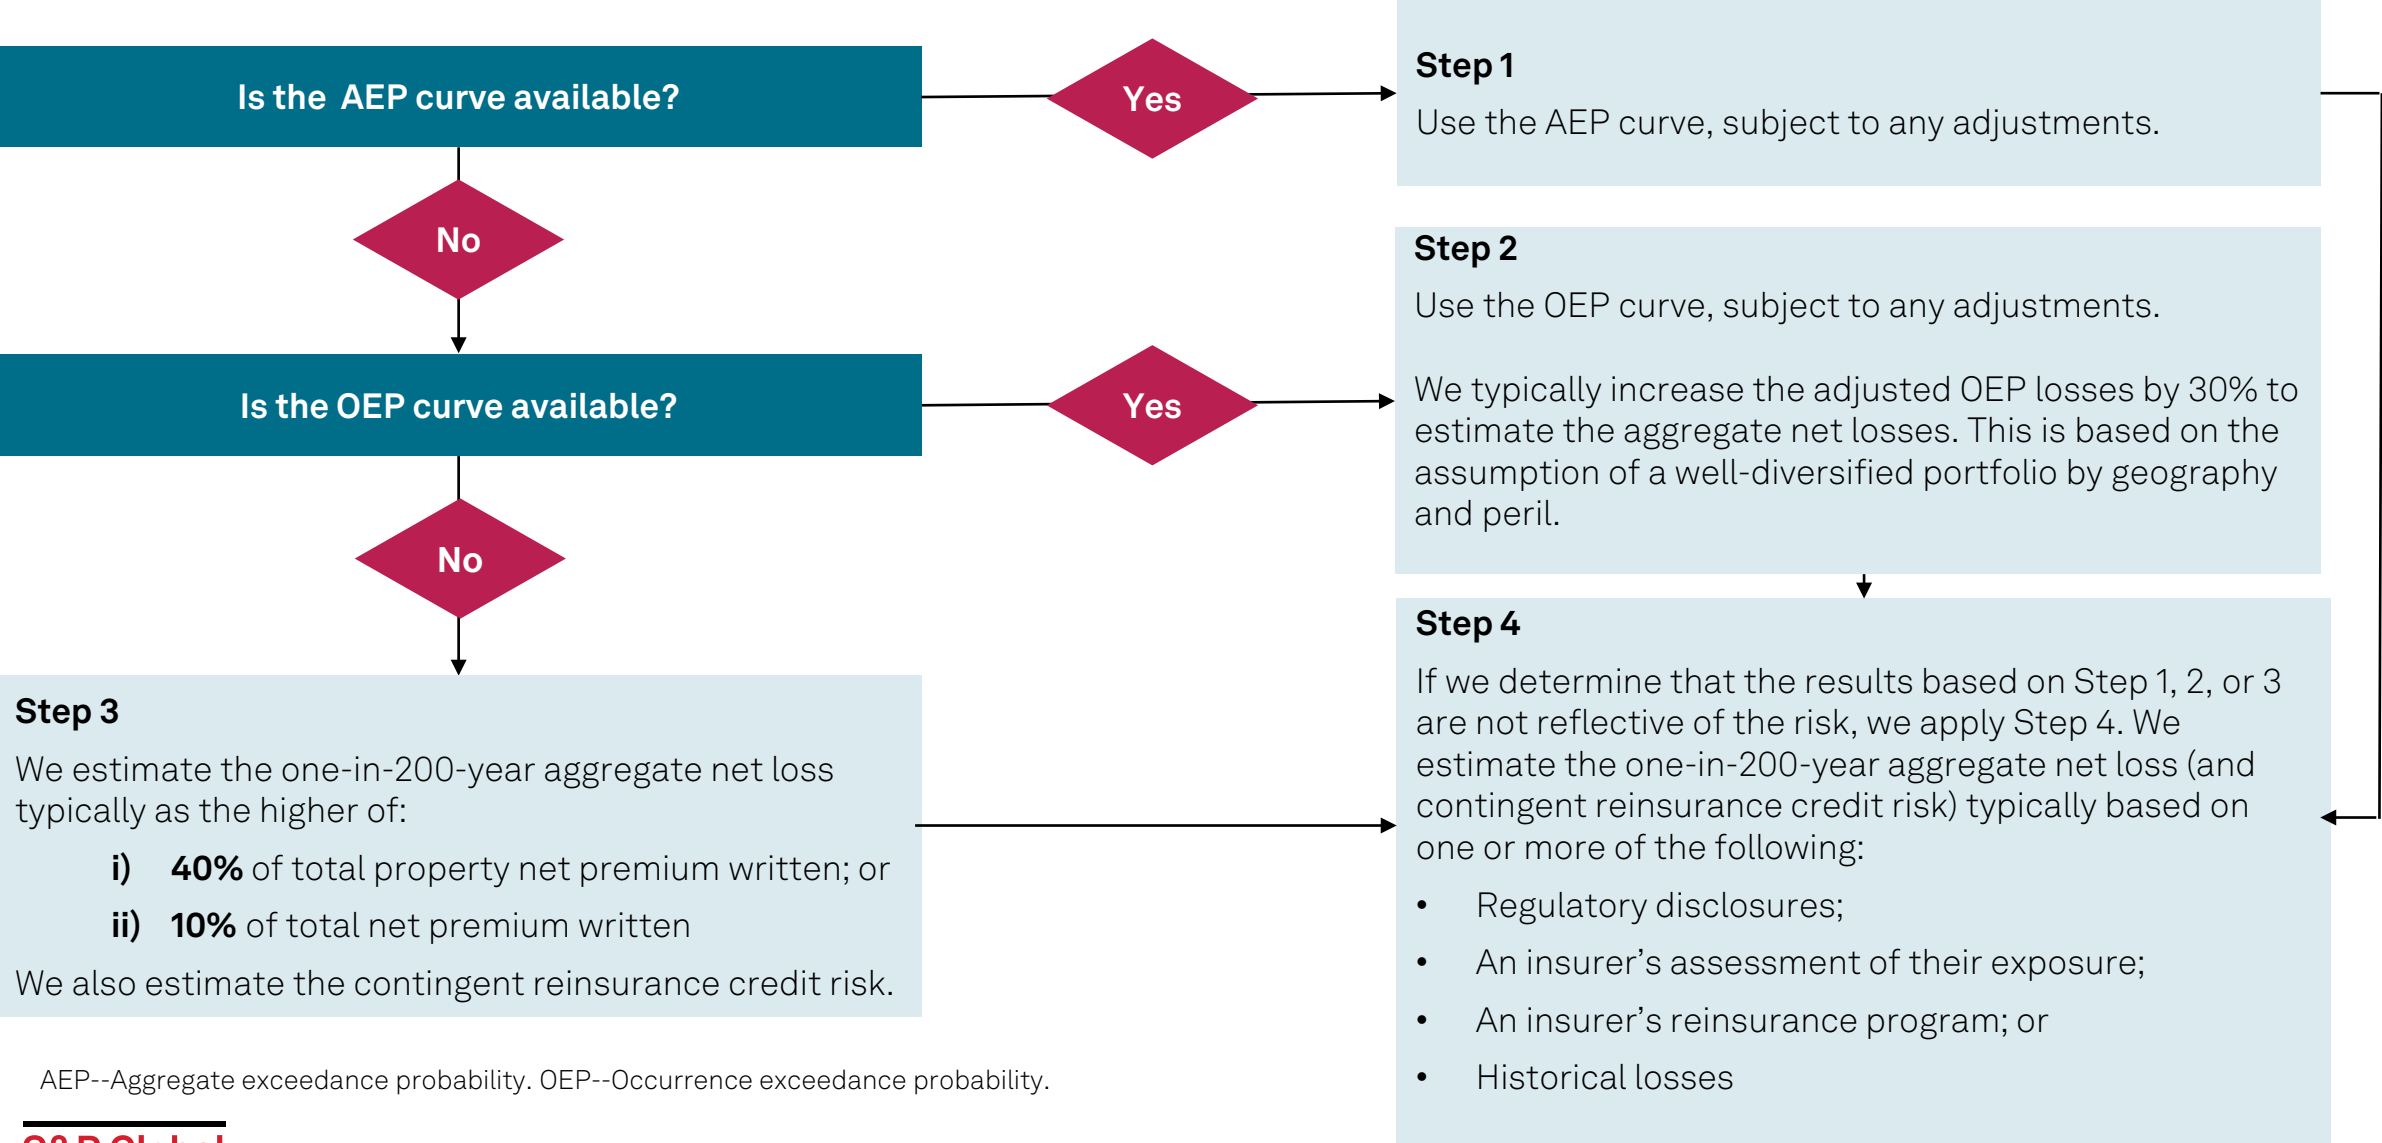 Is the AEP curve available?
Yes
Step 1
Use the AEP curve, subject to any adjustments.
No
Is the OEP curve available?
Yes
Step 2
Use the OEP curve, subject to any adjustments.
We typically increase the adjusted OEP losses by 30% to
estimate the aggregate net losses. This is based on the
assumption of a well-diversified portfolio by geography
and peril.
No
Step 3
We estimate the one-in-200-year aggregate net loss
typically as the higher of:
i) 40% of total property net premium written; or
ii) 10% of total net premium written
We also estimate the contingent reinsurance credit risk.
Step 4
If we determine that the results based on Step 1, 2, or 3
are not reflective of the risk, we apply Step 4. We
estimate the one-in-200-year aggregate net loss (and
contingent reinsurance credit risk) typically based on
one or more of the following:
• Regulatory disclosures;
• An insurer’s assessment of their exposure;
• An insurer’s reinsurance program; or
• Historical losses
AEP--Aggregate exceedance probability. OEP--Occurrence exceedance probability.
S&P Global